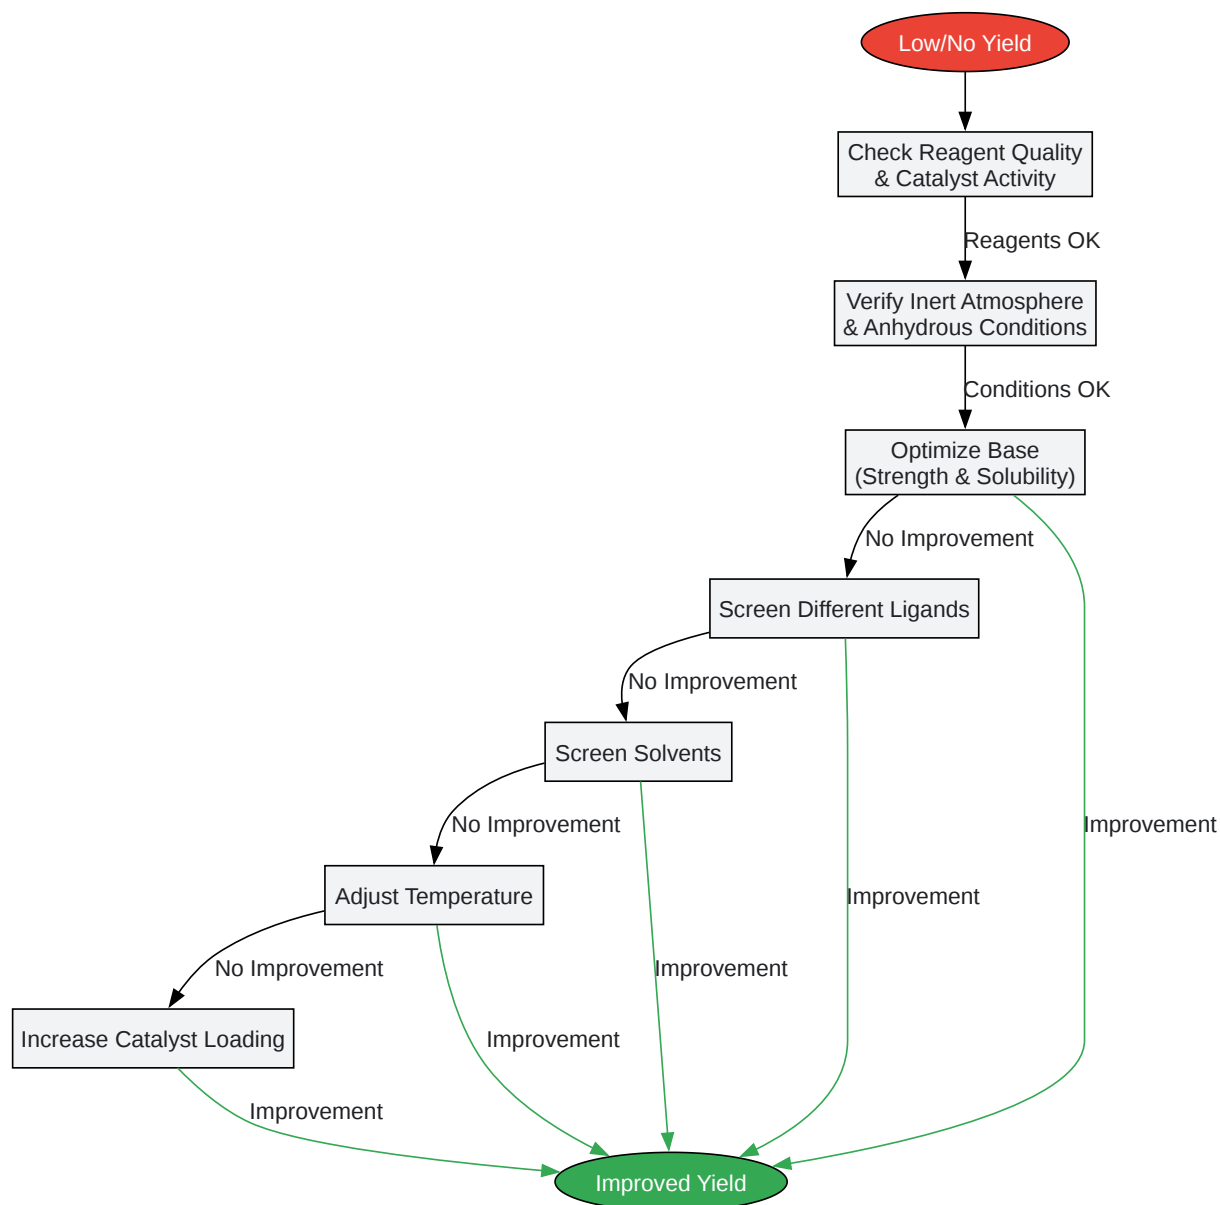 Low/No Yield
Check Reagent Quality
& Catalyst Activity
Reagents OK
Verify Inert Atmosphere
& Anhydrous Conditions
Conditions OK
Optimize Base
(Strength & Solubility)
No Improvement
Screen Different Ligands
No Improvement
Screen Solvents
No Improvement
Improvement
Adjust Temperature
Improvement
No Improvement
Improvement
Increase Catalyst Loading
Improvement
Improvement
Improved Yield